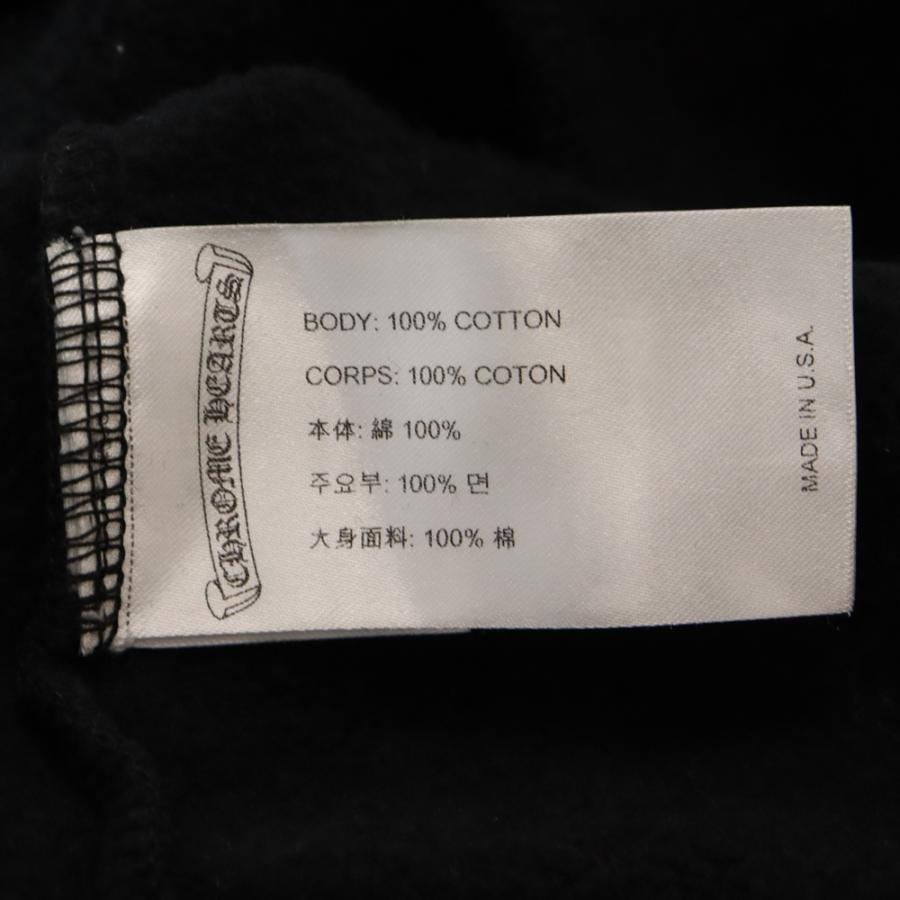 CHROME HEARTS
BODY: 100% COTTON
CORPS: 100% COTON
本体: 綿 100%
주요부: 100% 면
大身面料: 100% 棉
MADE IN U.S.A.